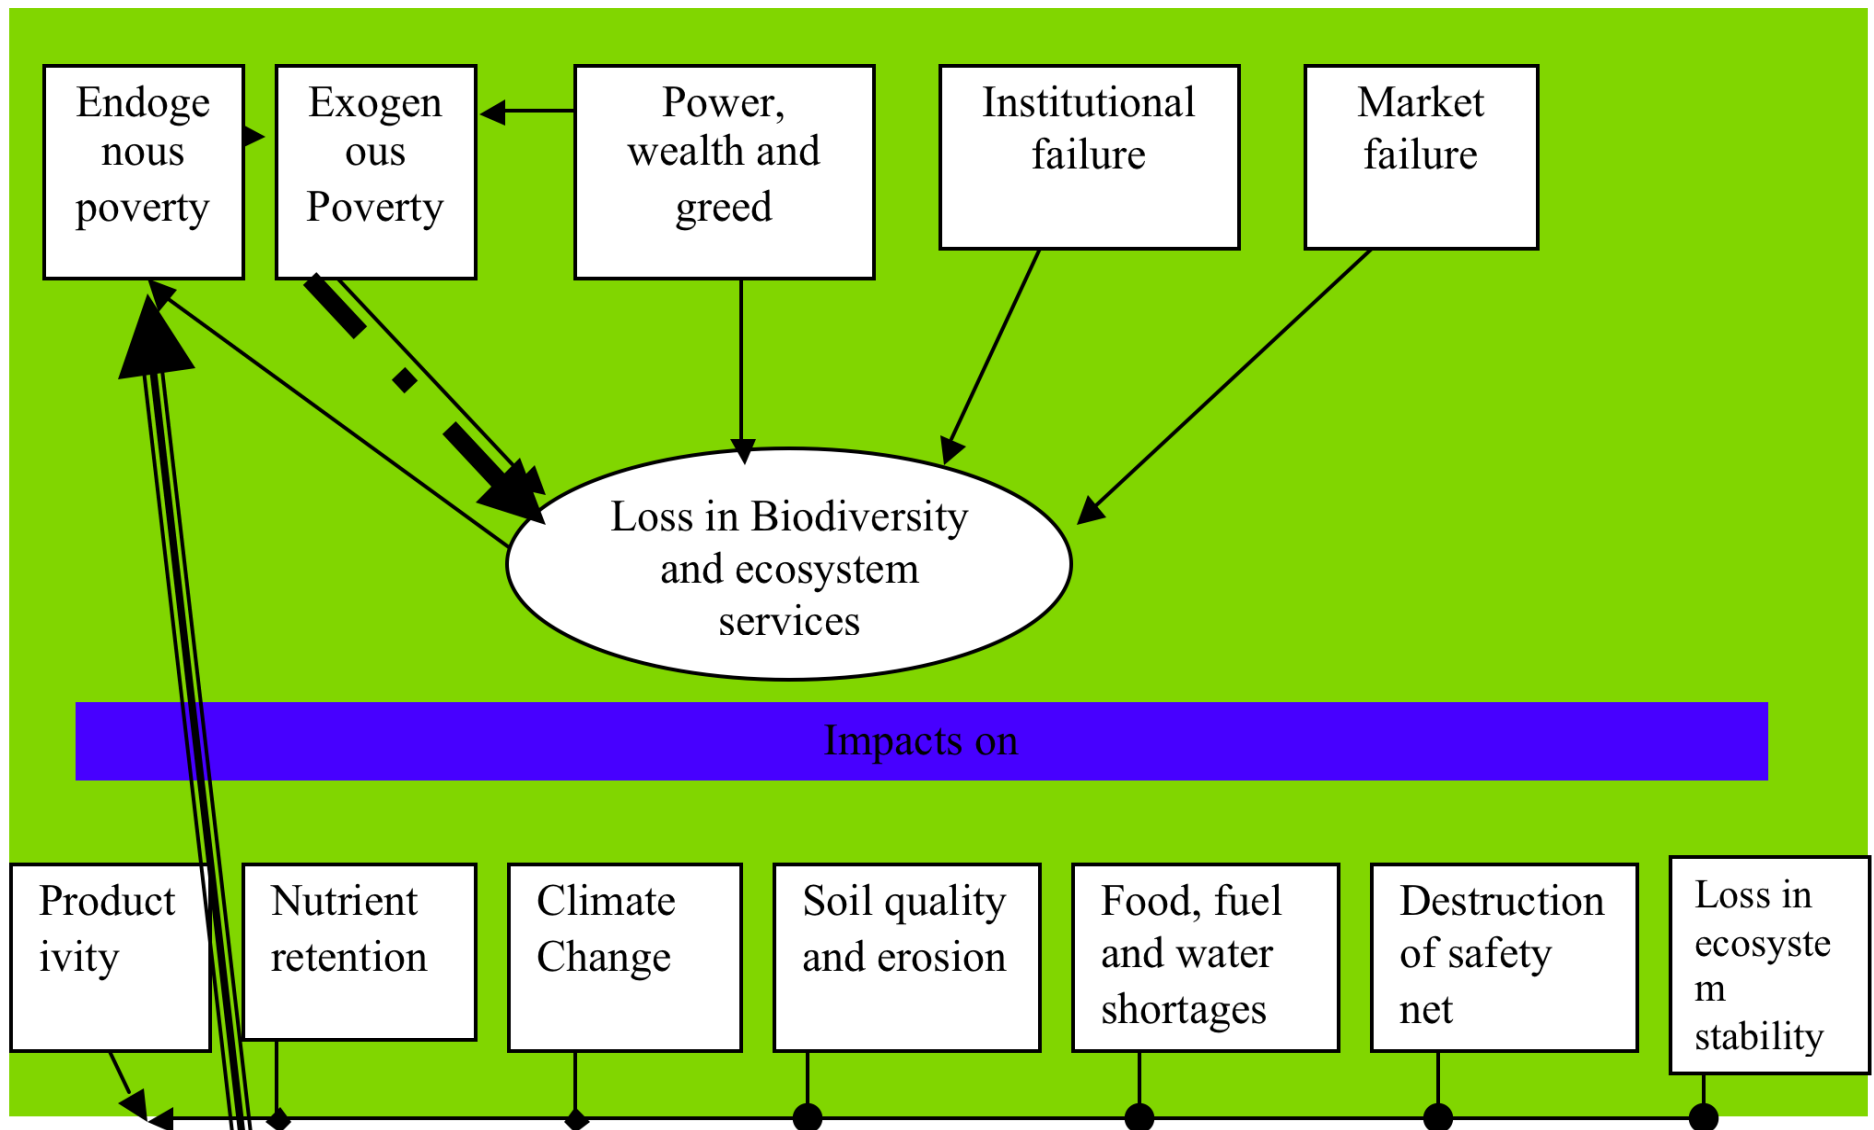 Endoge
nous
poverty
Exogen
ous
Poverty
Power,
wealth and
greed
Institutional
failure
Market
failure
Loss in Biodiversity
and ecosystem
services
Impacts on
Product
ivity
Nutrient
retention
Climate
Change
Soil quality
and erosion
Food, fuel
and water
shortages
Destruction
of safety
net
Loss in
ecosyste
m
stability